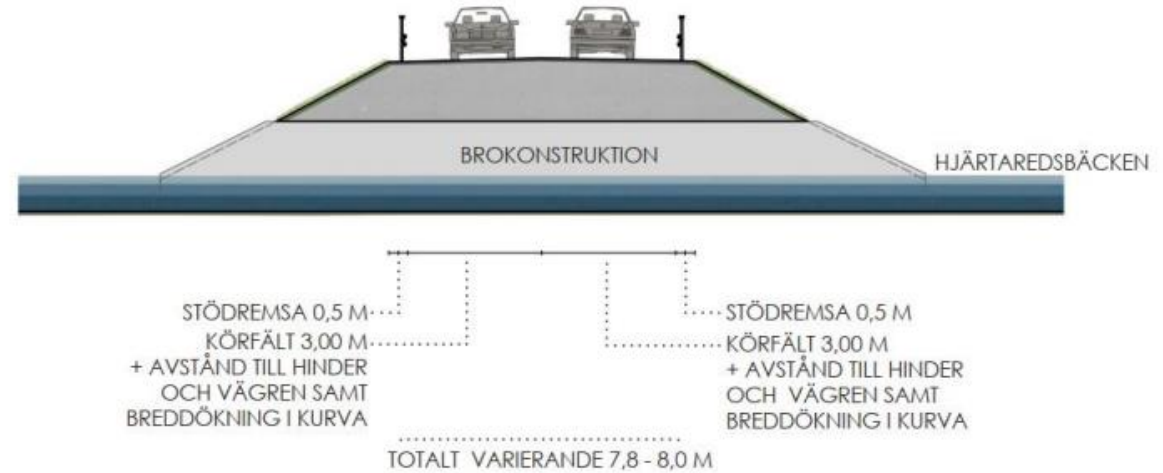 BROKONSTRUKTION
HJÄRTAREDSBÄCKEN
STÖDREMSA 0,5 M
KÖRFÄLT 3,00 M
+ AVSTÅND TILL HINDER
OCH VÄGREN SAMT
BREDDÖKNING I KURVA
STÖDREMSA 0,5 M
KÖRFÄLT 3,00 M
+ AVSTÅND TILL HINDER
OCH VÄGREN SAMT
BREDDÖKNING I KURVA
TOTALT VARIERANDE 7,8 - 8,0 M